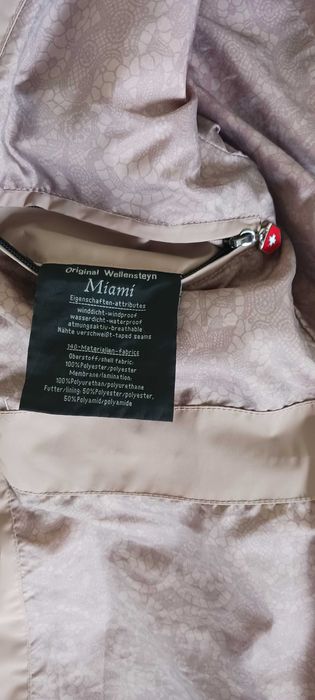 Original Wellensteyn
Miami
Eigenschaften-attributes
winddicht-windproof
wasserdicht-waterproof
atmungsaktiv-breathable
Nähte verschweißt-taped seams
340-Materialien-fabrics
Oberstoff/shell fabric:
100%Polyester/polyester
Membrane/lamination:
100%Polyurethan/polyurethane
Futter/lining: 50%Polyester/polyester,
50%Polyamid/polyamide